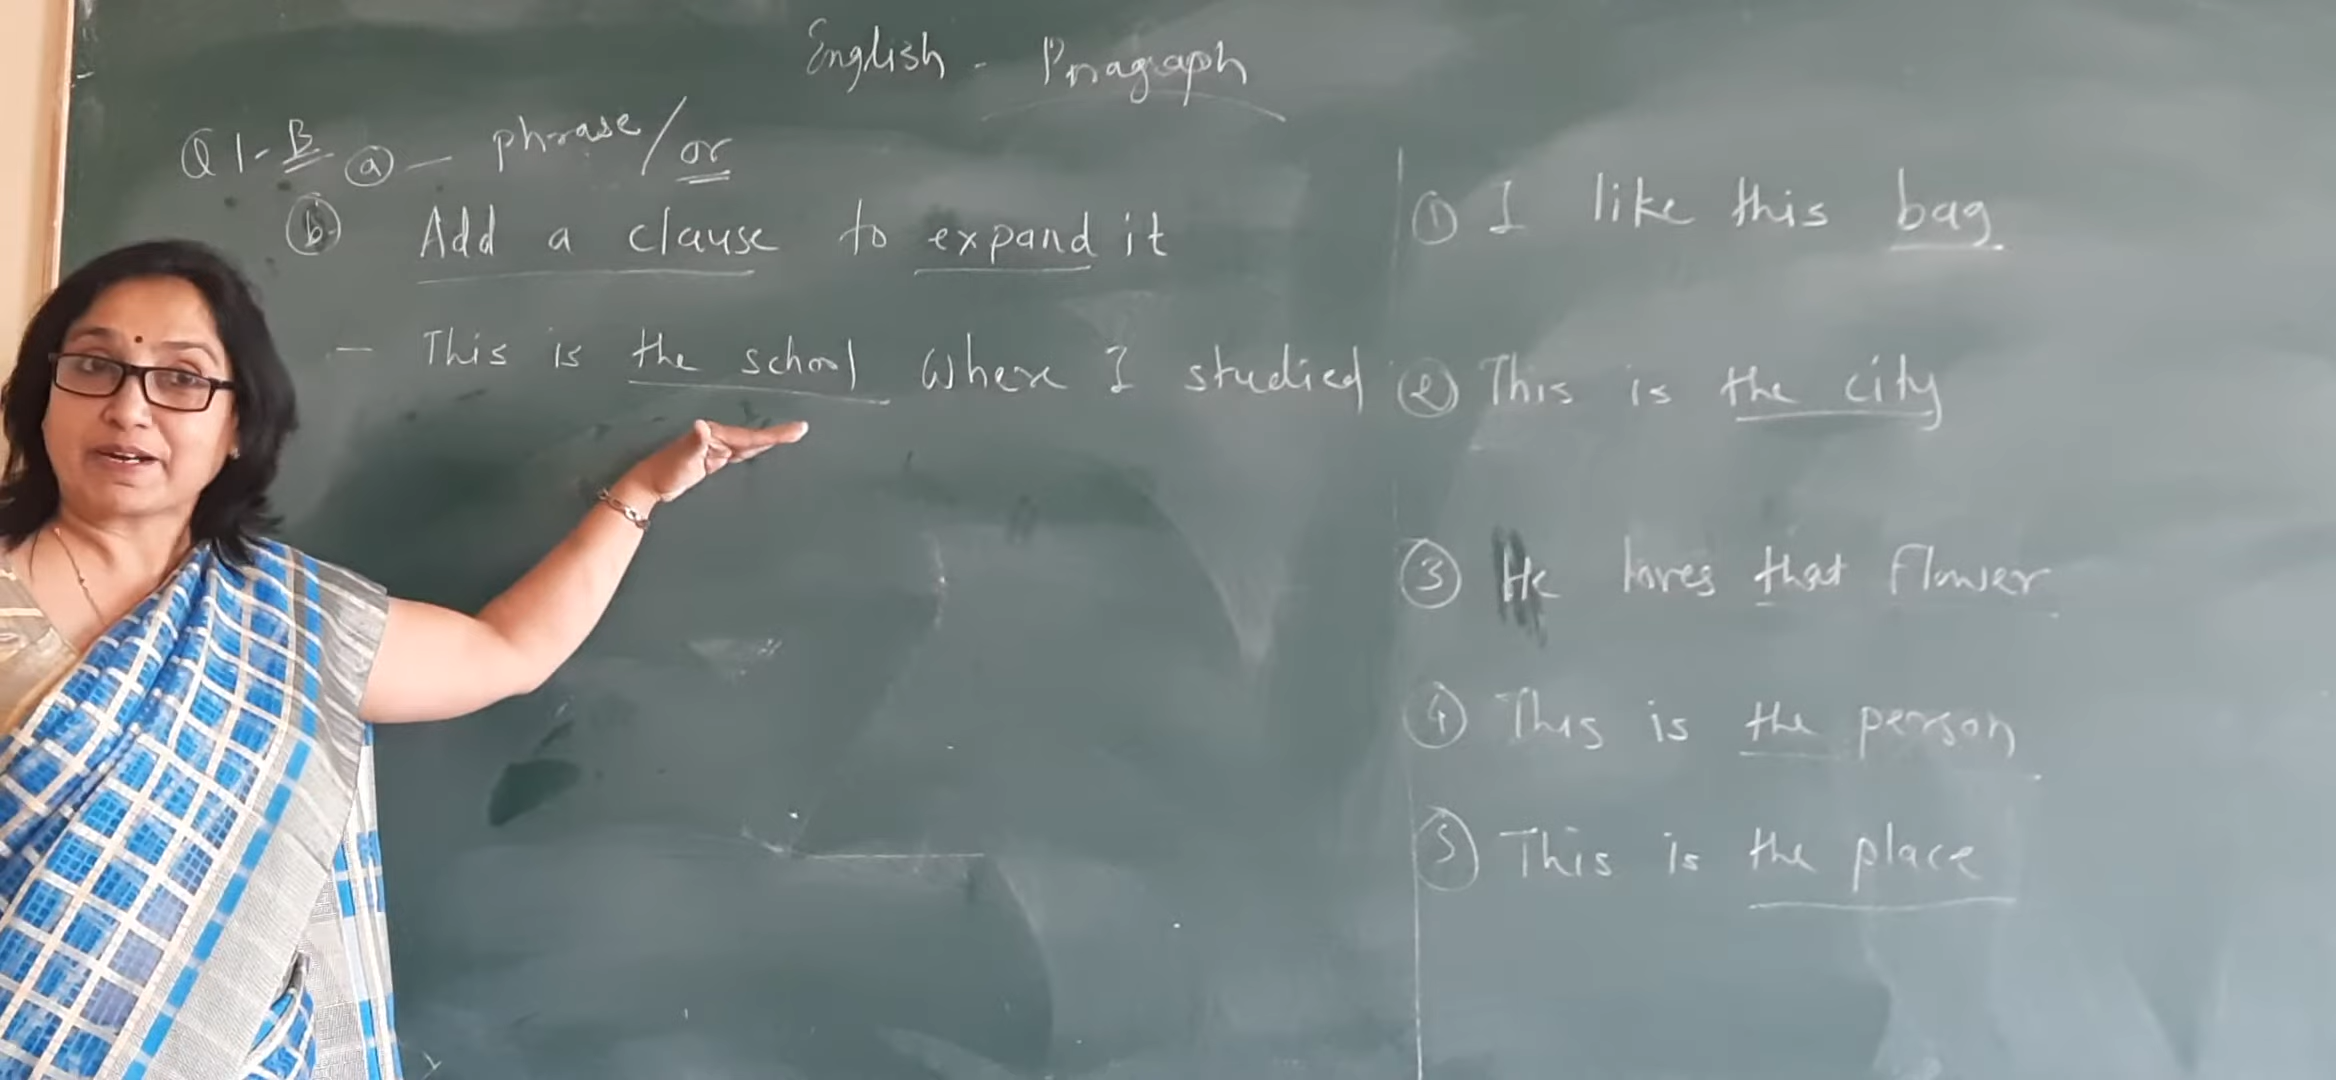 English - Pragraph
Q1-B (a) — phrase/or
(b) Add a clause to expand it
- This is the school where I studied
(1) I like this bag
(2) This is the city
(3) He loves that flower
(4) This is the person
(5) This is the place